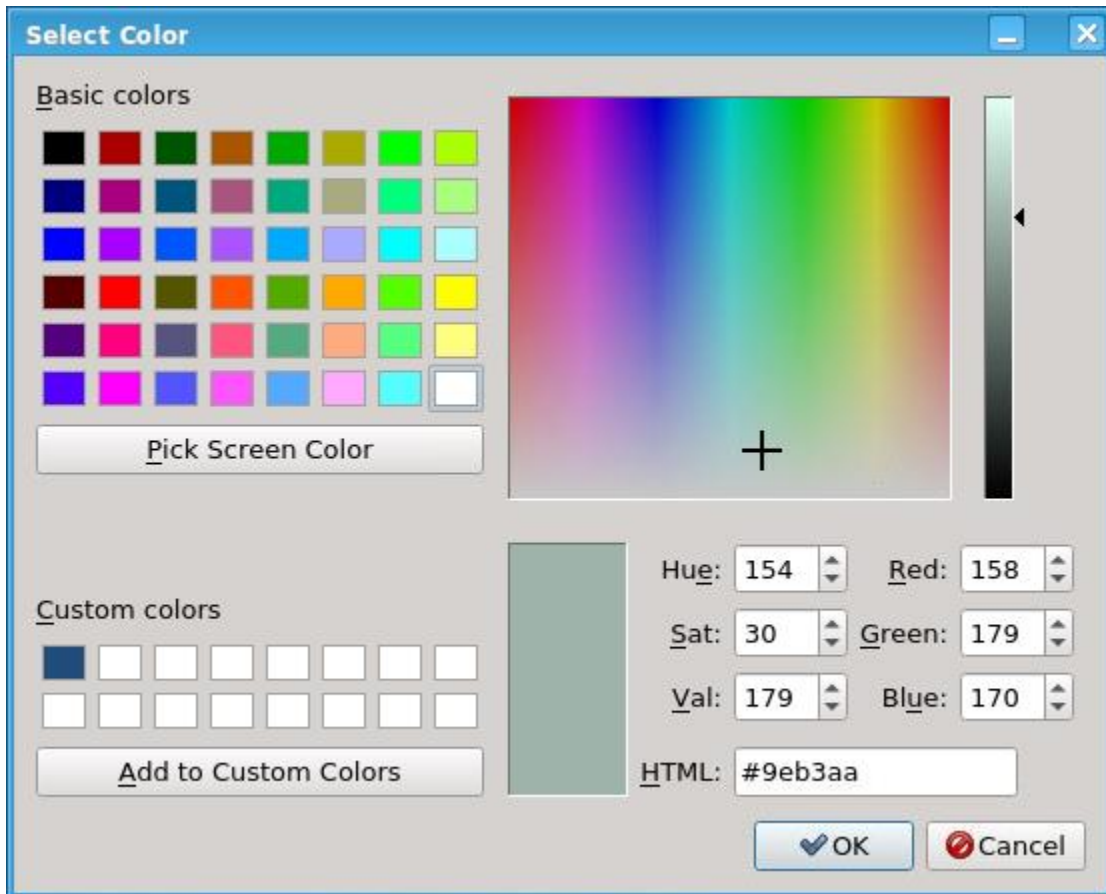 Select Color
Basic colors
Pick Screen Color
Custom colors
Add to Custom Colors
Hue: 154 Red: 158
Sat: 30 Green: 179
Val: 179 Blue: 170
HTML: #9eb3aa
OK Cancel